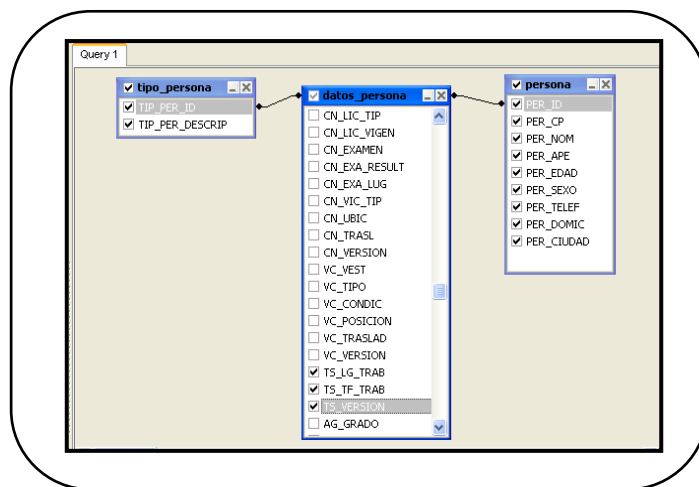 Query 1
tipo_persona
TIP_PER_ID
TIP_PER_DESCRIP
datos_persona
CN_LIC_TIP
CN_LIC_VIGEN
CN_EXAMEN
CN_EXA_RESULT
CN_EXA_LUG
CN_VIC_TIP
CN_UBIC
CN_TRASL
CN_VERSION
VC_VEST
VC_TIPO
VC_CONDIC
VC_POSICION
VC_TRASLAD
VC_VERSION
TS_LG_TRAB
TS_TF_TRAB
TS_VERSION
AG_GRADO
persona
PER_ID
PER_CP
PER_NOM
PER_APE
PER_EDAD
PER_SEXO
PER_TELEF
PER_DOMIC
PER_CIUDAD